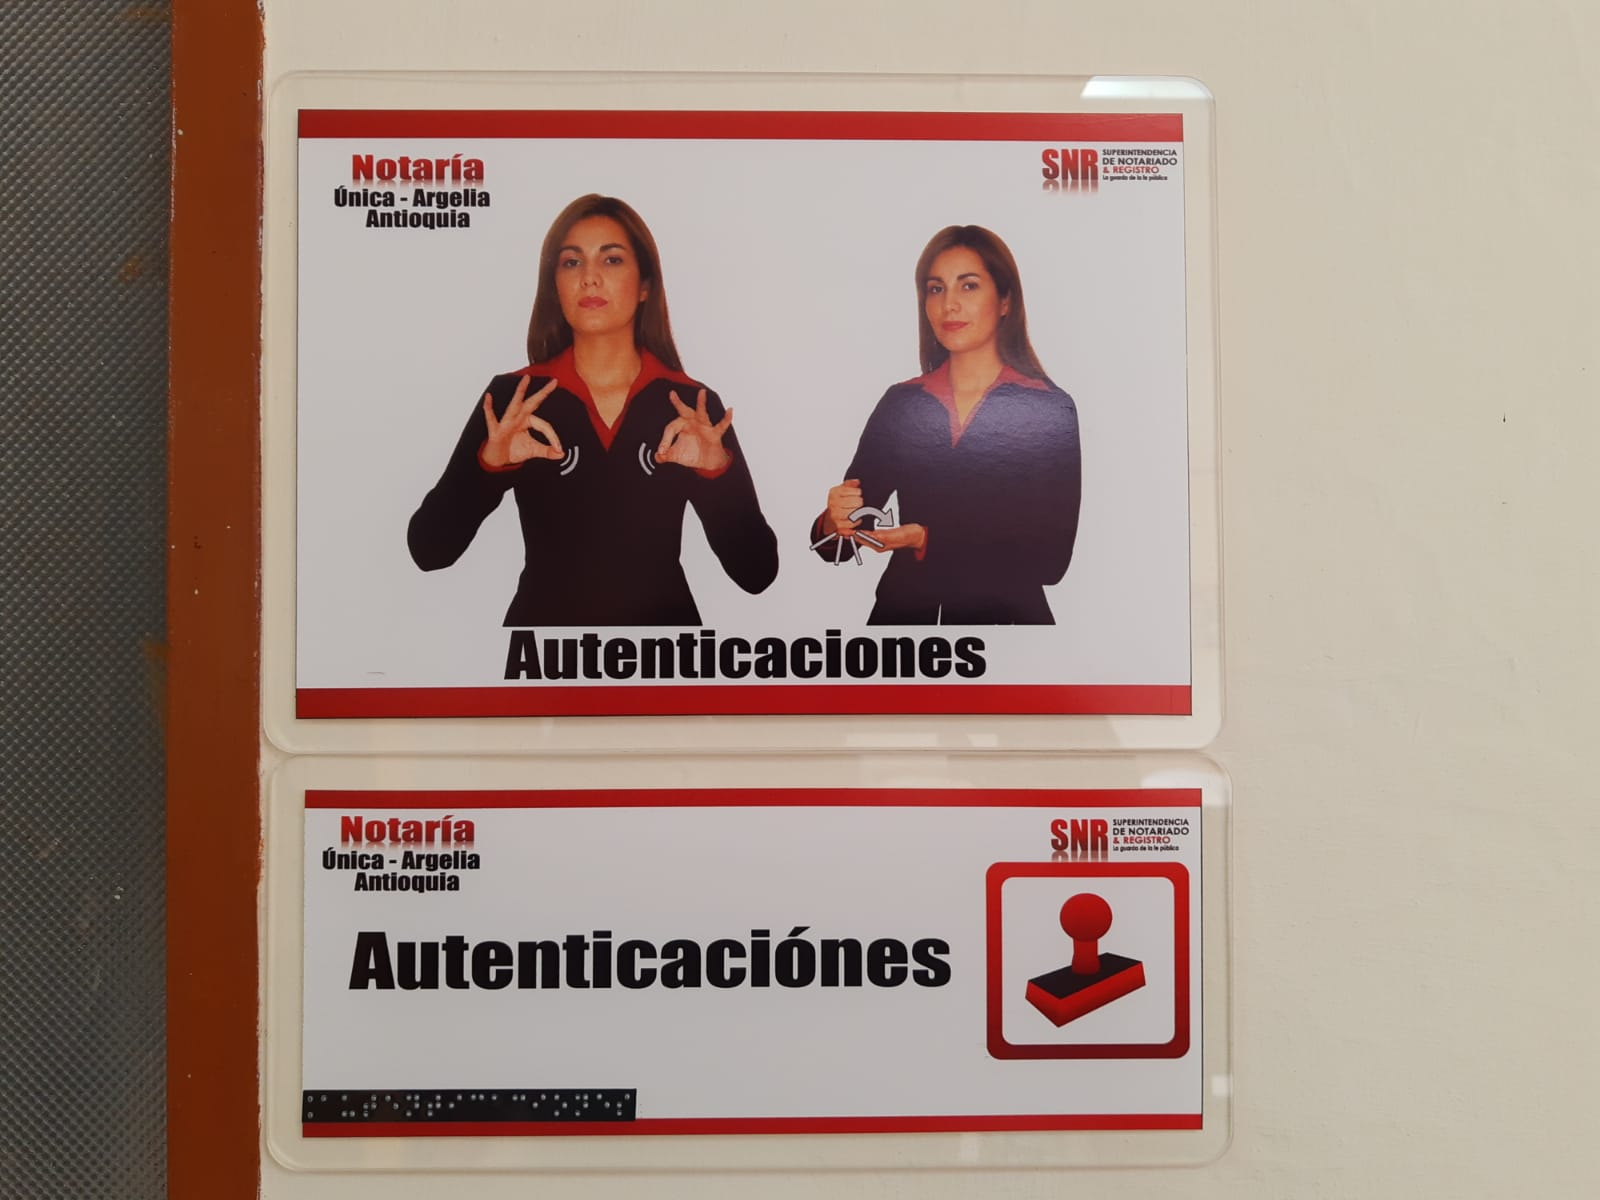 Notaría
Única - Argelia
Antioquia
SNR
SUPERINTENDENCIA
DE NOTARIADO
& REGISTRO
La guarda de la fe pública
Autenticaciones
Notaría
Única - Argelia
Antioquia
SNR
SUPERINTENDENCIA
DE NOTARIADO
& REGISTRO
La guarda de la fe pública
Autenticaciónes